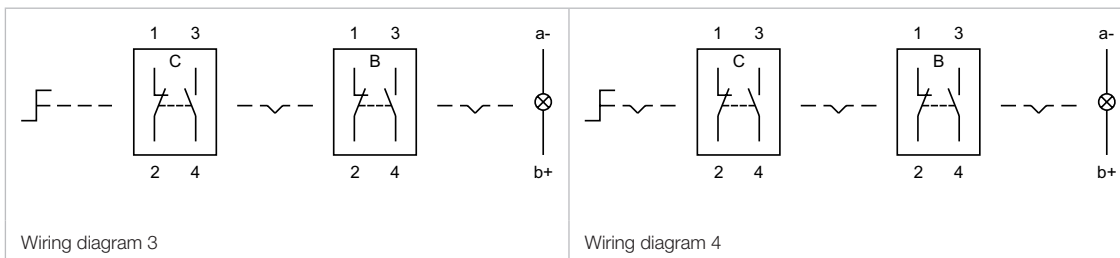 1 3 1 3 a- 1 3 1 3 a-
C B C B
2 4 2 4 b+ 2 4 2 4 b+
Wiring diagram 3 Wiring diagram 4